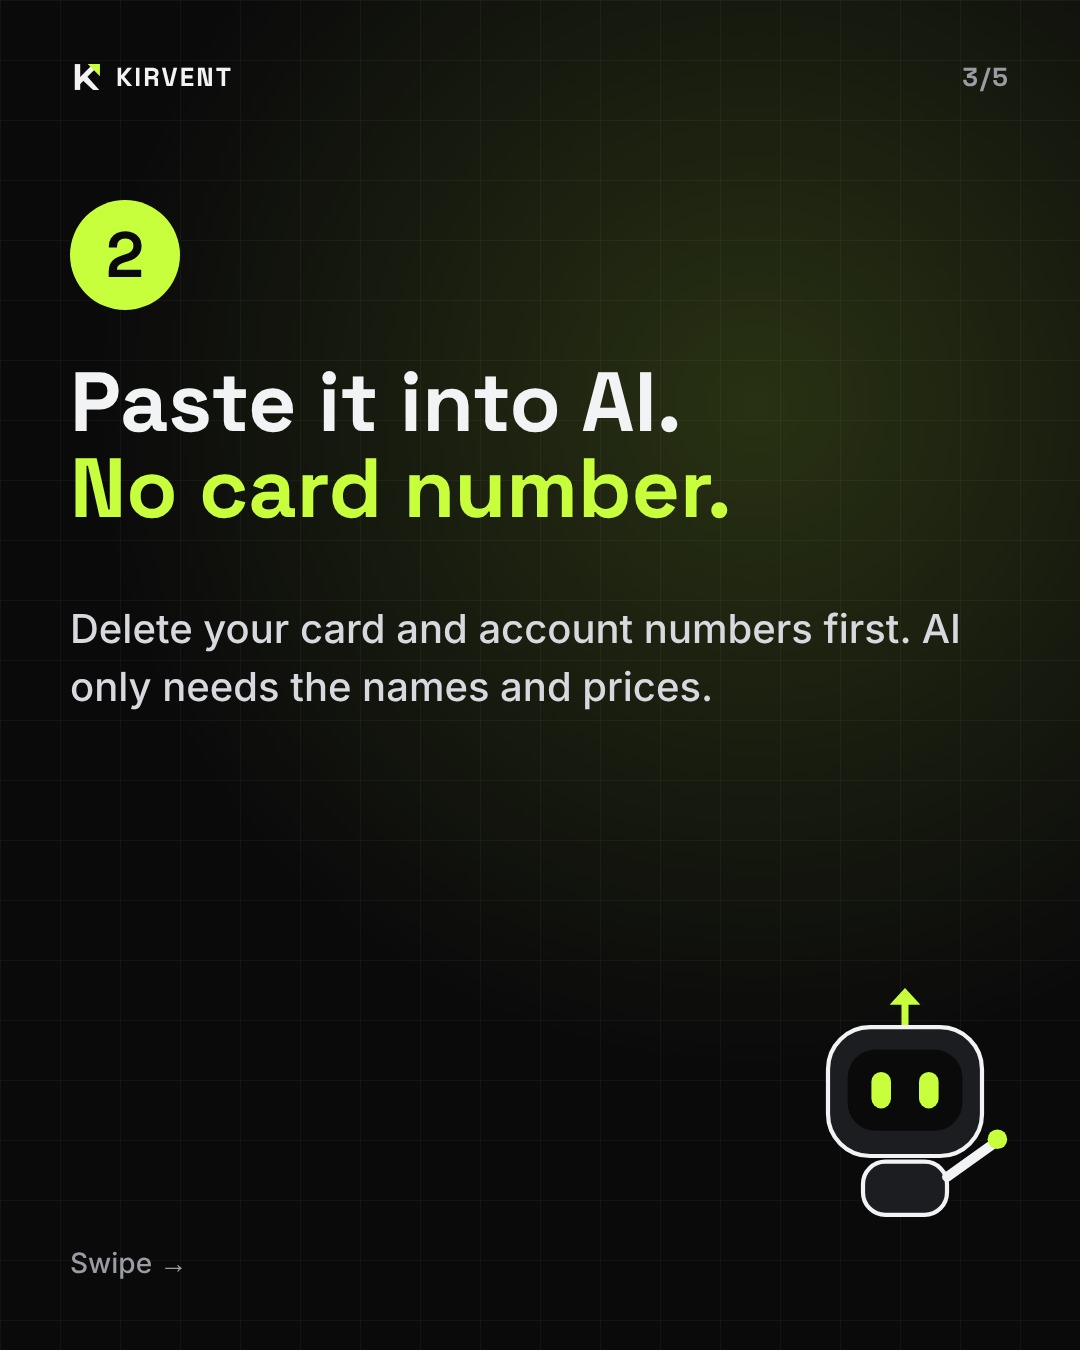 KIRVENT
3/5
2
Paste it into AI.
No card number.
Delete your card and account numbers first. AI
only needs the names and prices.
Swipe →